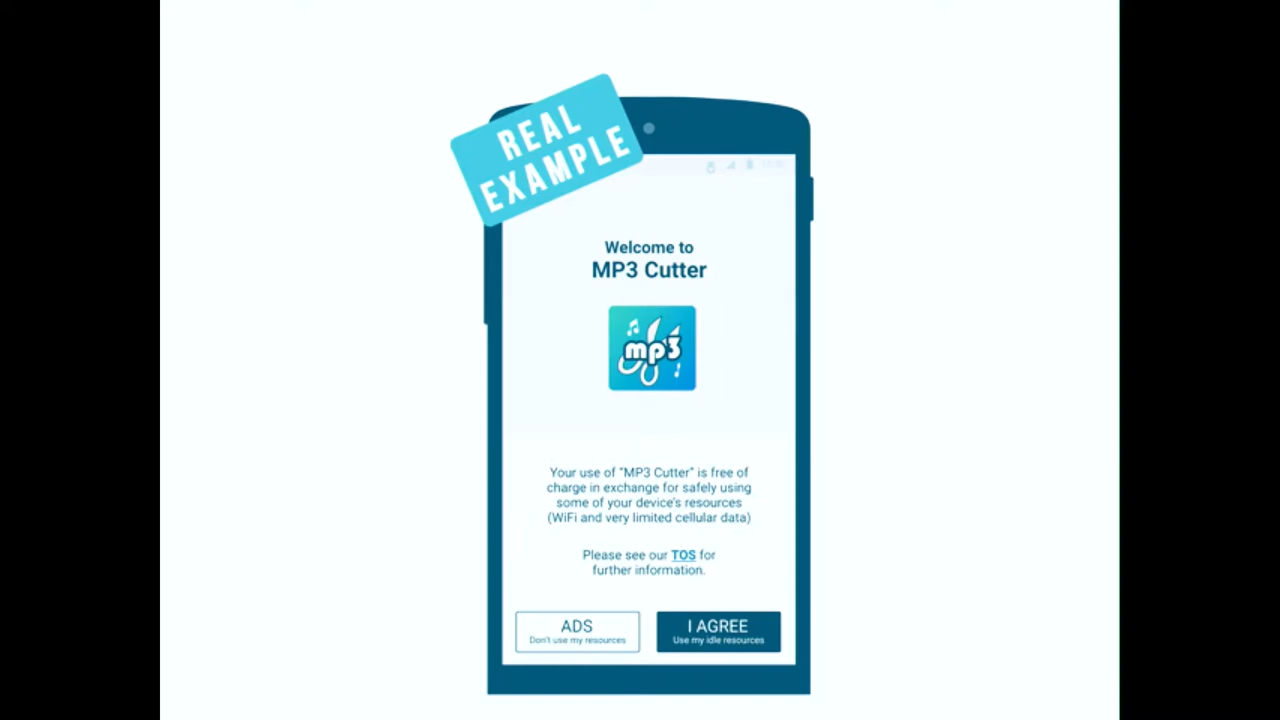 REAL
EXAMPLE
Welcome to
MP3 Cutter
mp3
Your use of “MP3 Cutter” is free of
charge in exchange for safely using
some of your device's resources
(WiFi and very limited cellular data)
Please see our TOS for
further information.
ADS
Don't use my resources
I AGREE
Use my idle resources